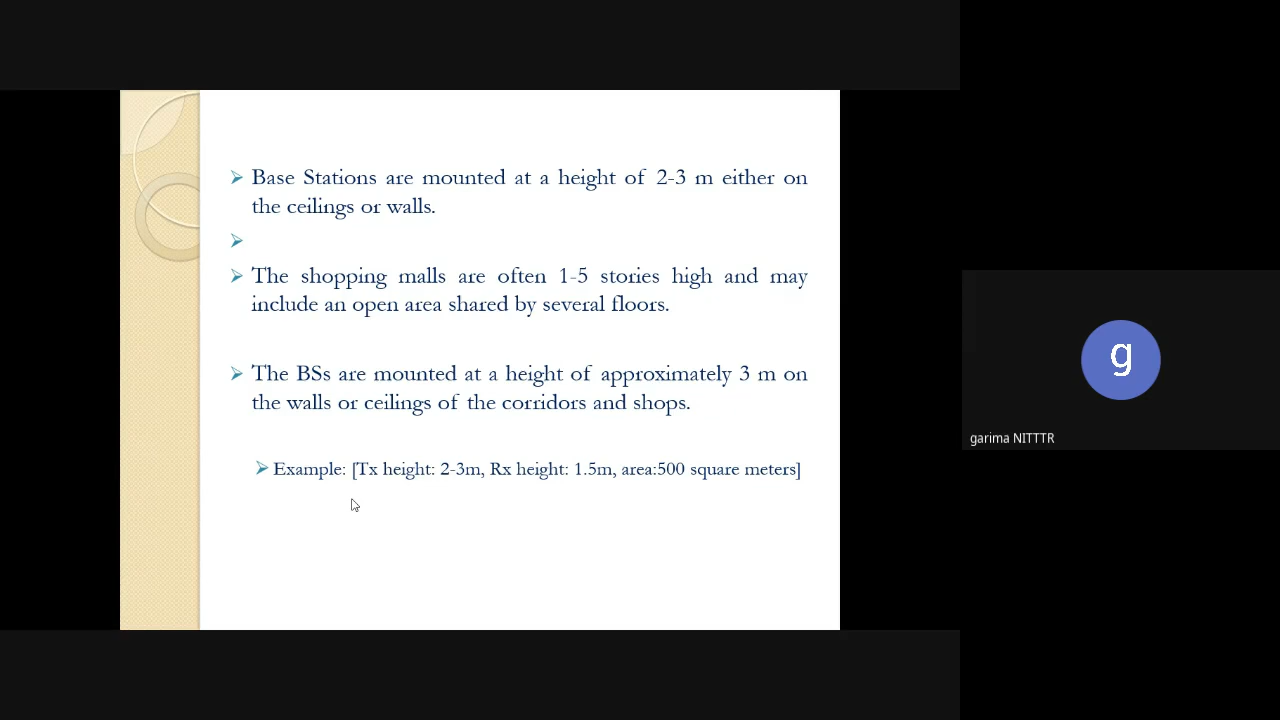 Base Stations are mounted at a height of 2-3 m either on
the ceilings or walls.
The shopping malls are often 1-5 stories high and may
include an open area shared by several floors.
The BSs are mounted at a height of approximately 3 m on
the walls or ceilings of the corridors and shops.
Example: [Tx height: 2-3m, Rx height: 1.5m, area:500 square meters]
g
garima NITTTR